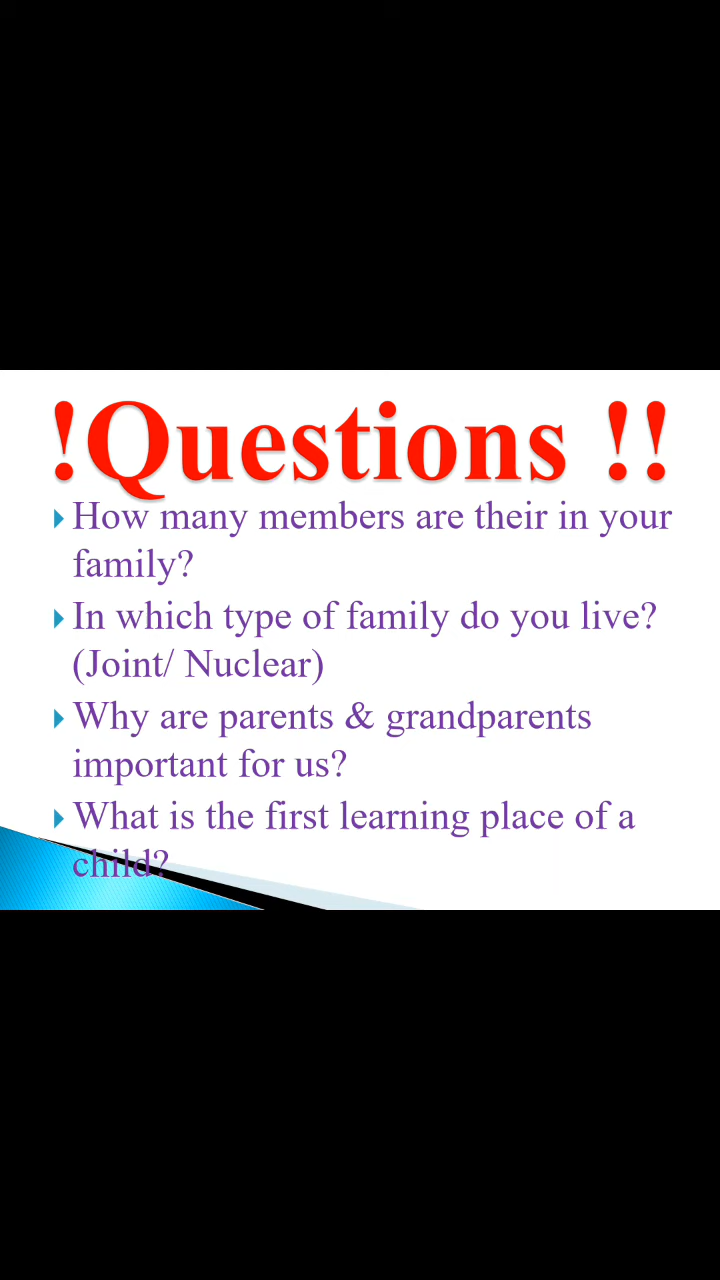 !Questions !!
How many members are their in your
family?
In which type of family do you live?
(Joint/ Nuclear)
Why are parents & grandparents
important for us?
What is the first learning place of a
child?